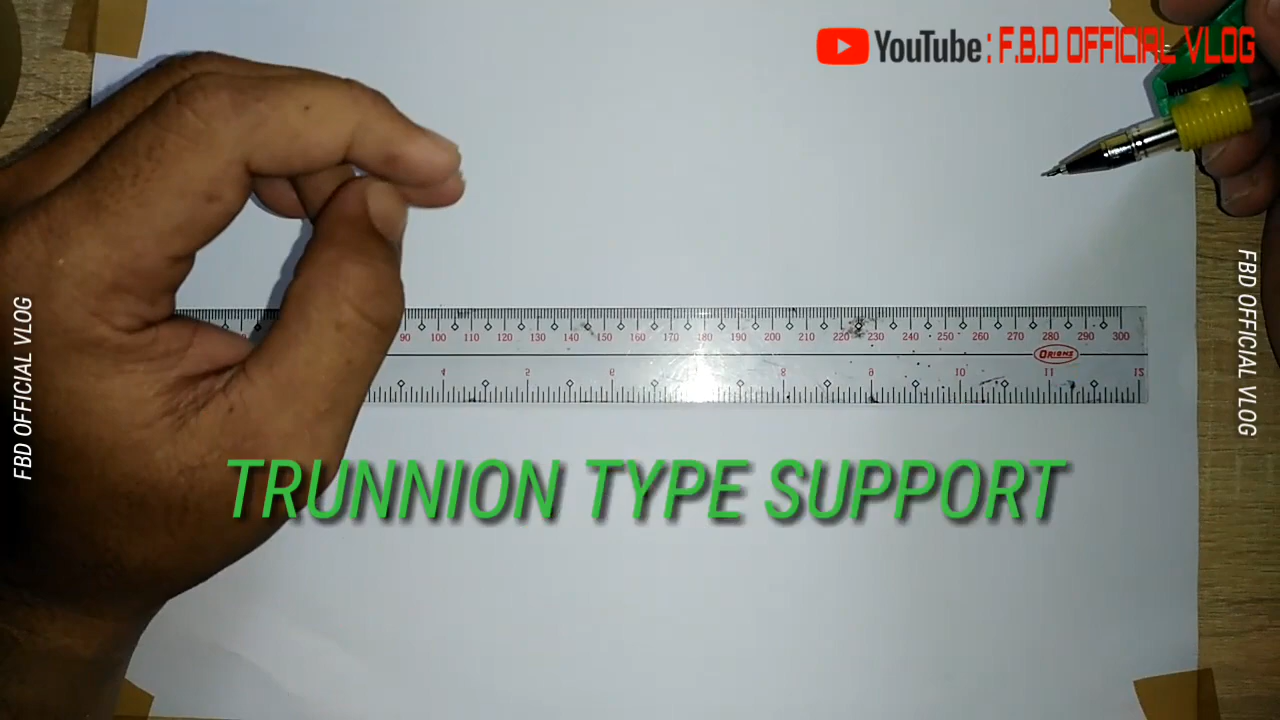 YouTube : F.B.D OFFICIAL VLOG
FBD OFFICIAL VLOG
FBD OFFICIAL VLOG
90 100 110 120 130 140 150 160 170 180 190 200 210 220 230 240 250 260 270 280 290 300
ORIONS
4 5 6 8 9 10 11 12
TRUNNION TYPE SUPPORT